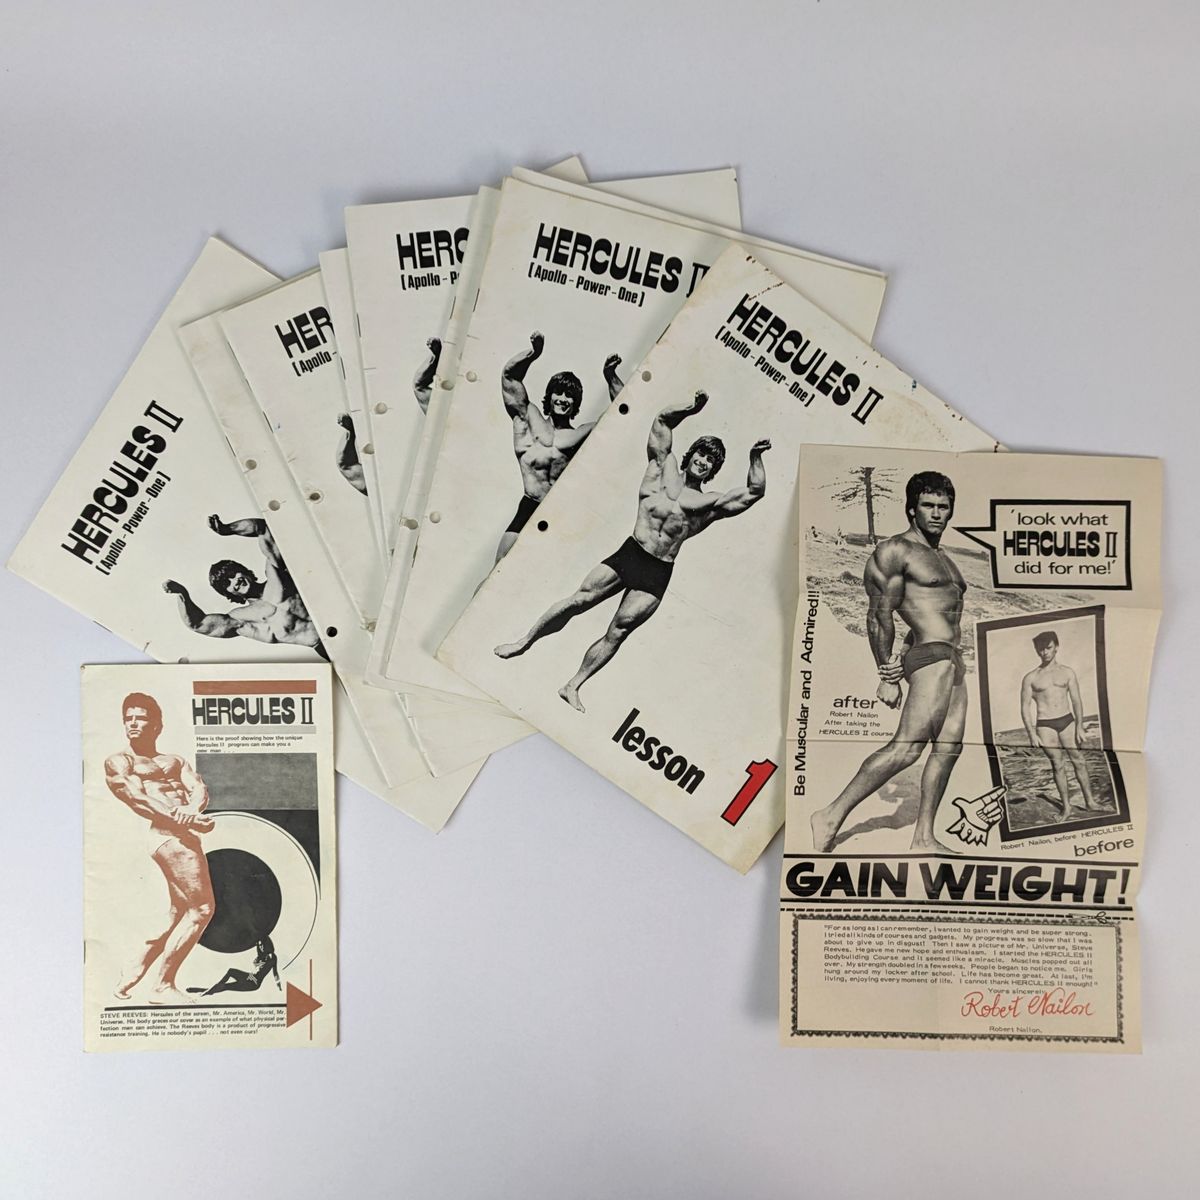 HERCULES II
[Apollo - Power - One]
HER
[Apollo
HERC
[Apollo - P
HERCULES II
[Apollo - Power - One]
HERCULES II
[Apollo - Power - One]
lesson 1
HERCULES II
Here is the proof showing how the unique
Hercules II program can make you a
new man . . .
STEVE REEVES: Hercules of the screen, Mr. America, Mr. World, Mr.
Universe. His body graces our cover as an example of what physical per-
fection man can achieve. The Reeves body is a product of progressive
resistance training. He is nobody's pupil . . . not even ours!
'look what
HERCULES II
did for me!'
Be Muscular and Admired!!
after
Robert Nailon
After taking the
HERCULES II course.
Robert Nailon, before HERCULES II
before
GAIN WEIGHT!
"For as long as I can remember, I wanted to gain weight and be super strong.
I tried all kinds of courses and gadgets. My progress was so slow that I was
about to give up in disgust! Then I saw a picture of Mr. Universe, Steve
Reeves. He gave me new hope and enthusiasm. I started the HERCULES II
Bodybuilding Course and it seemed like a miracle. Muscles popped out all
over. My strength doubled in a few weeks. People began to notice me. Girls
hung around my locker after school. Life has become great. At last, I'm
living, enjoying every moment of life. I cannot thank HERCULES II enough!"
Yours sincerely,
Robert Nailon
Robert Nailon.